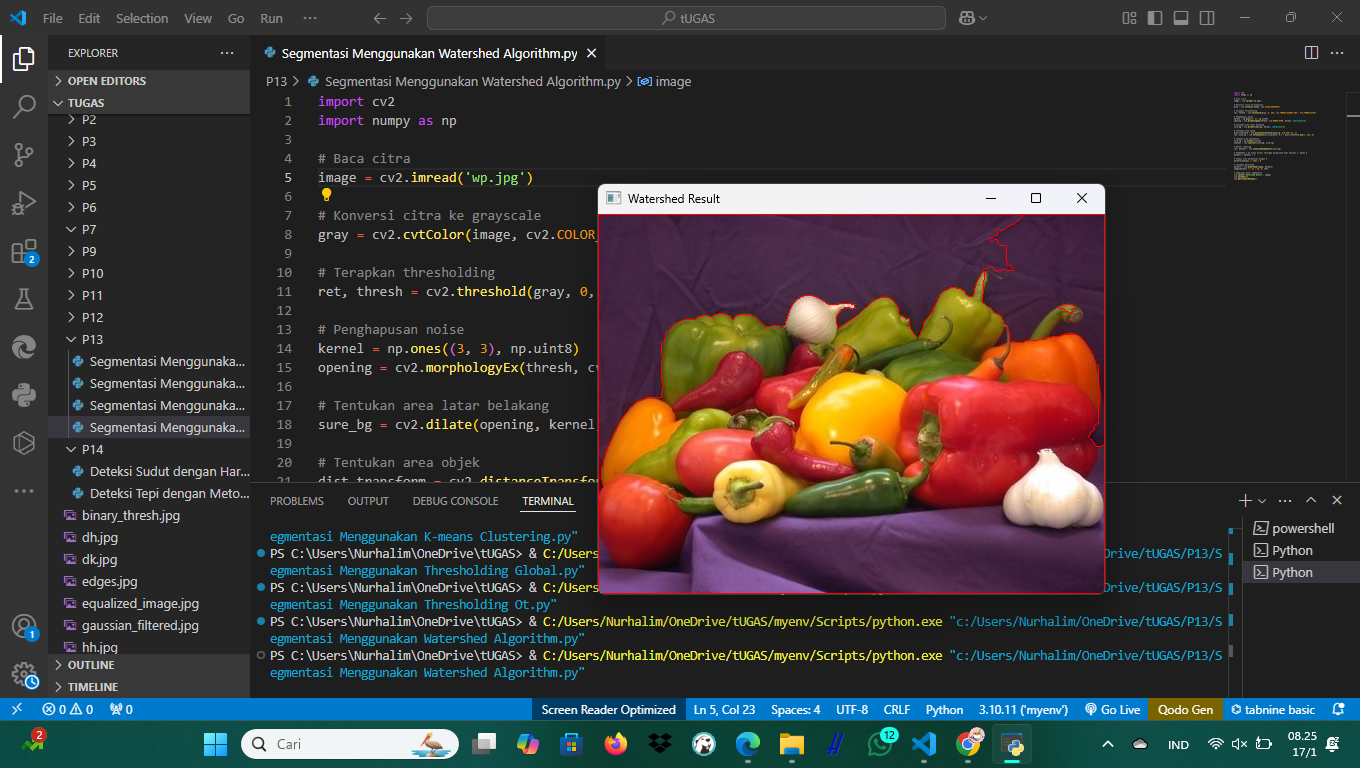 File Edit Selection View Go Run ···
tUGAS
EXPLORER
OPEN EDITORS
TUGAS
P2
P3
P4
P5
P6
P7
P9
P10
P11
P12
P13
Segmentasi Menggunaka...
Segmentasi Menggunaka...
Segmentasi Menggunaka...
Segmentasi Menggunaka...
P14
Deteksi Sudut dengan Har...
Deteksi Tepi dengan Meto...
binary_thresh.jpg
dh.jpg
dk.jpg
edges.jpg
equalized_image.jpg
gaussian_filtered.jpg
hh.jpg
OUTLINE
TIMELINE
2
1
Segmentasi Menggunakan Watershed Algorithm.py
P13 > Segmentasi Menggunakan Watershed Algorithm.py > image
1 import cv2
2 import numpy as np
3
4 # Baca citra
5 image = cv2.imread('wp.jpg')
6
7 # Konversi citra ke grayscale
8 gray = cv2.cvtColor(image, cv2.COLOR_
9
10 # Terapkan thresholding
11 ret, thresh = cv2.threshold(gray, 0,
12
13 # Penghapusan noise
14 kernel = np.ones((3, 3), np.uint8)
15 opening = cv2.morphologyEx(thresh, cv
16
17 # Tentukan area latar belakang
18 sure_bg = cv2.dilate(opening, kernel
19
20 # Tentukan area objek
21 dist_transform = cv2.distanceTransfor
Watershed Result
PROBLEMS OUTPUT DEBUG CONSOLE TERMINAL
egmentasi Menggunakan K-means Clustering.py"
PS C:\Users\Nurhalim\OneDrive\tUGAS> & C:/Users Drive/tUGAS/P13/S
egmentasi Menggunakan Thresholding Global.py"
PS C:\Users\Nurhalim\OneDrive\tUGAS> & C:/Users Drive/tUGAS/P13/S
egmentasi Menggunakan Thresholding Ot.py"
PS C:\Users\Nurhalim\OneDrive\tUGAS> & C:/Users/Nurhalim/OneDrive/tUGAS/myenv/Scripts/python.exe "c:/Users/Nurhalim/OneDrive/tUGAS/P13/S
egmentasi Menggunakan Watershed Algorithm.py"
PS C:\Users\Nurhalim\OneDrive\tUGAS> & C:/Users/Nurhalim/OneDrive/tUGAS/myenv/Scripts/python.exe "c:/Users/Nurhalim/OneDrive/tUGAS/P13/S
egmentasi Menggunakan Watershed Algorithm.py"
powershell
Python
Python
0 0 0 Screen Reader Optimized Ln 5, Col 23 Spaces: 4 UTF-8 CRLF Python 3.10.11 ('myenv') Go Live Qodo Gen tabnine basic
2 Cari 12 IND 08.25
17/1